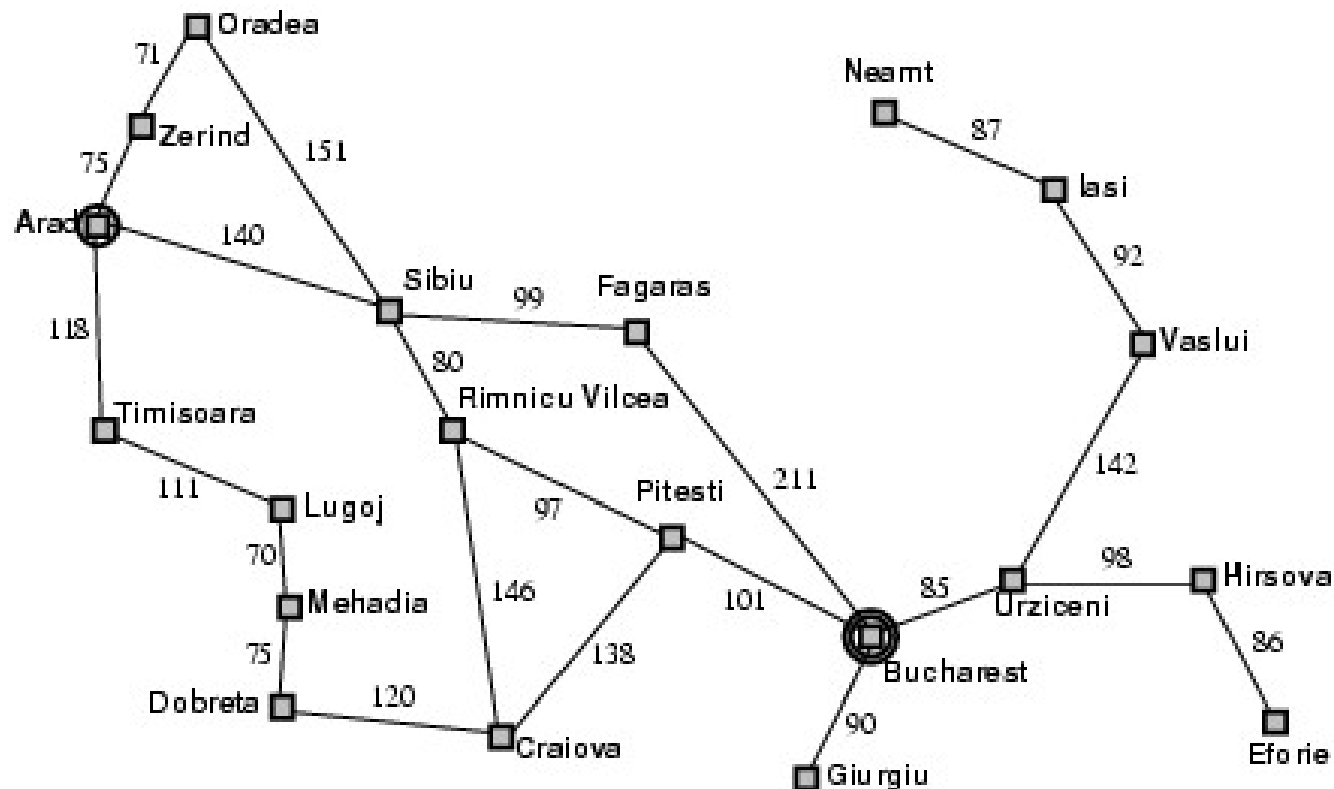 Oradea
71
Neamt
87
Zerind
75
151
Iasi
Arad
140
92
Sibiu
99
Fagaras
118
80
Vaslui
Timisoara
Rimnicu Vilcea
142
111
Lugoj
97
Pitesti
211
70
98
Hirsova
Mehadia
146
101
85
Urziceni
75
138
86
Bucharest
Dobreta
120
90
Craiova
Eforie
Giurgiu